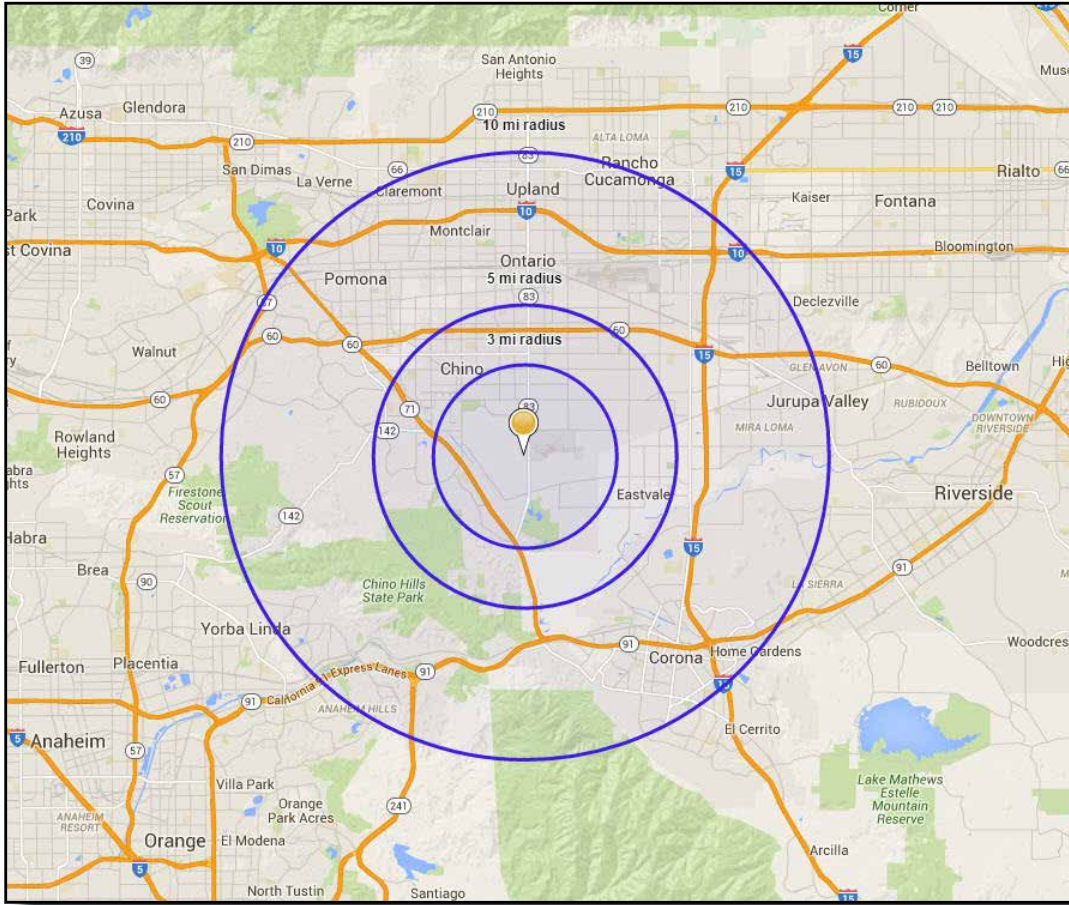 Corner
39
15
San Antonio
Heights
Azusa
Glendora
210
210
210
210
210
210
10 mi radius
ALTA LOMA
83
Rancho
Cucamonga
San Dimas
66
15
Rialto
66
La Verne
Claremont
Upland
Kaiser
Fontana
Covina
10
Park
Montclair
st Covina
10
10
Bloomington
Ontario
Pomona
5 mi radius
83
57
Declezville
60
60
60
3 mi radius
Walnut
15
GLEN AVON
60
Belltown
Chino
71
83
Jurupa Valley
RUBIDOUX
60
DOWNTOWN
RIVERSIDE
142
MIRA LOMA
Rowland
Heights
57
Firestone
Scout
Reservation
Eastvale
Riverside
142
Habra
15
Brea
90
Chino Hills
State Park
91
LA SIERRA
Yorba Linda
91
Corona
Home Gardens
Woodcres
Fullerton
Placentia
91
California 91 Express Lanes
91
ANAHEIM HILLS
El Cerrito
5
Anaheim
57
Villa Park
Lake Mathews
Estelle
Mountain
Reserve
Orange
Park Acres
241
ANAHEIM
RESORT
Orange
El Modena
5
Arcilla
North Tustin
Santiago
15